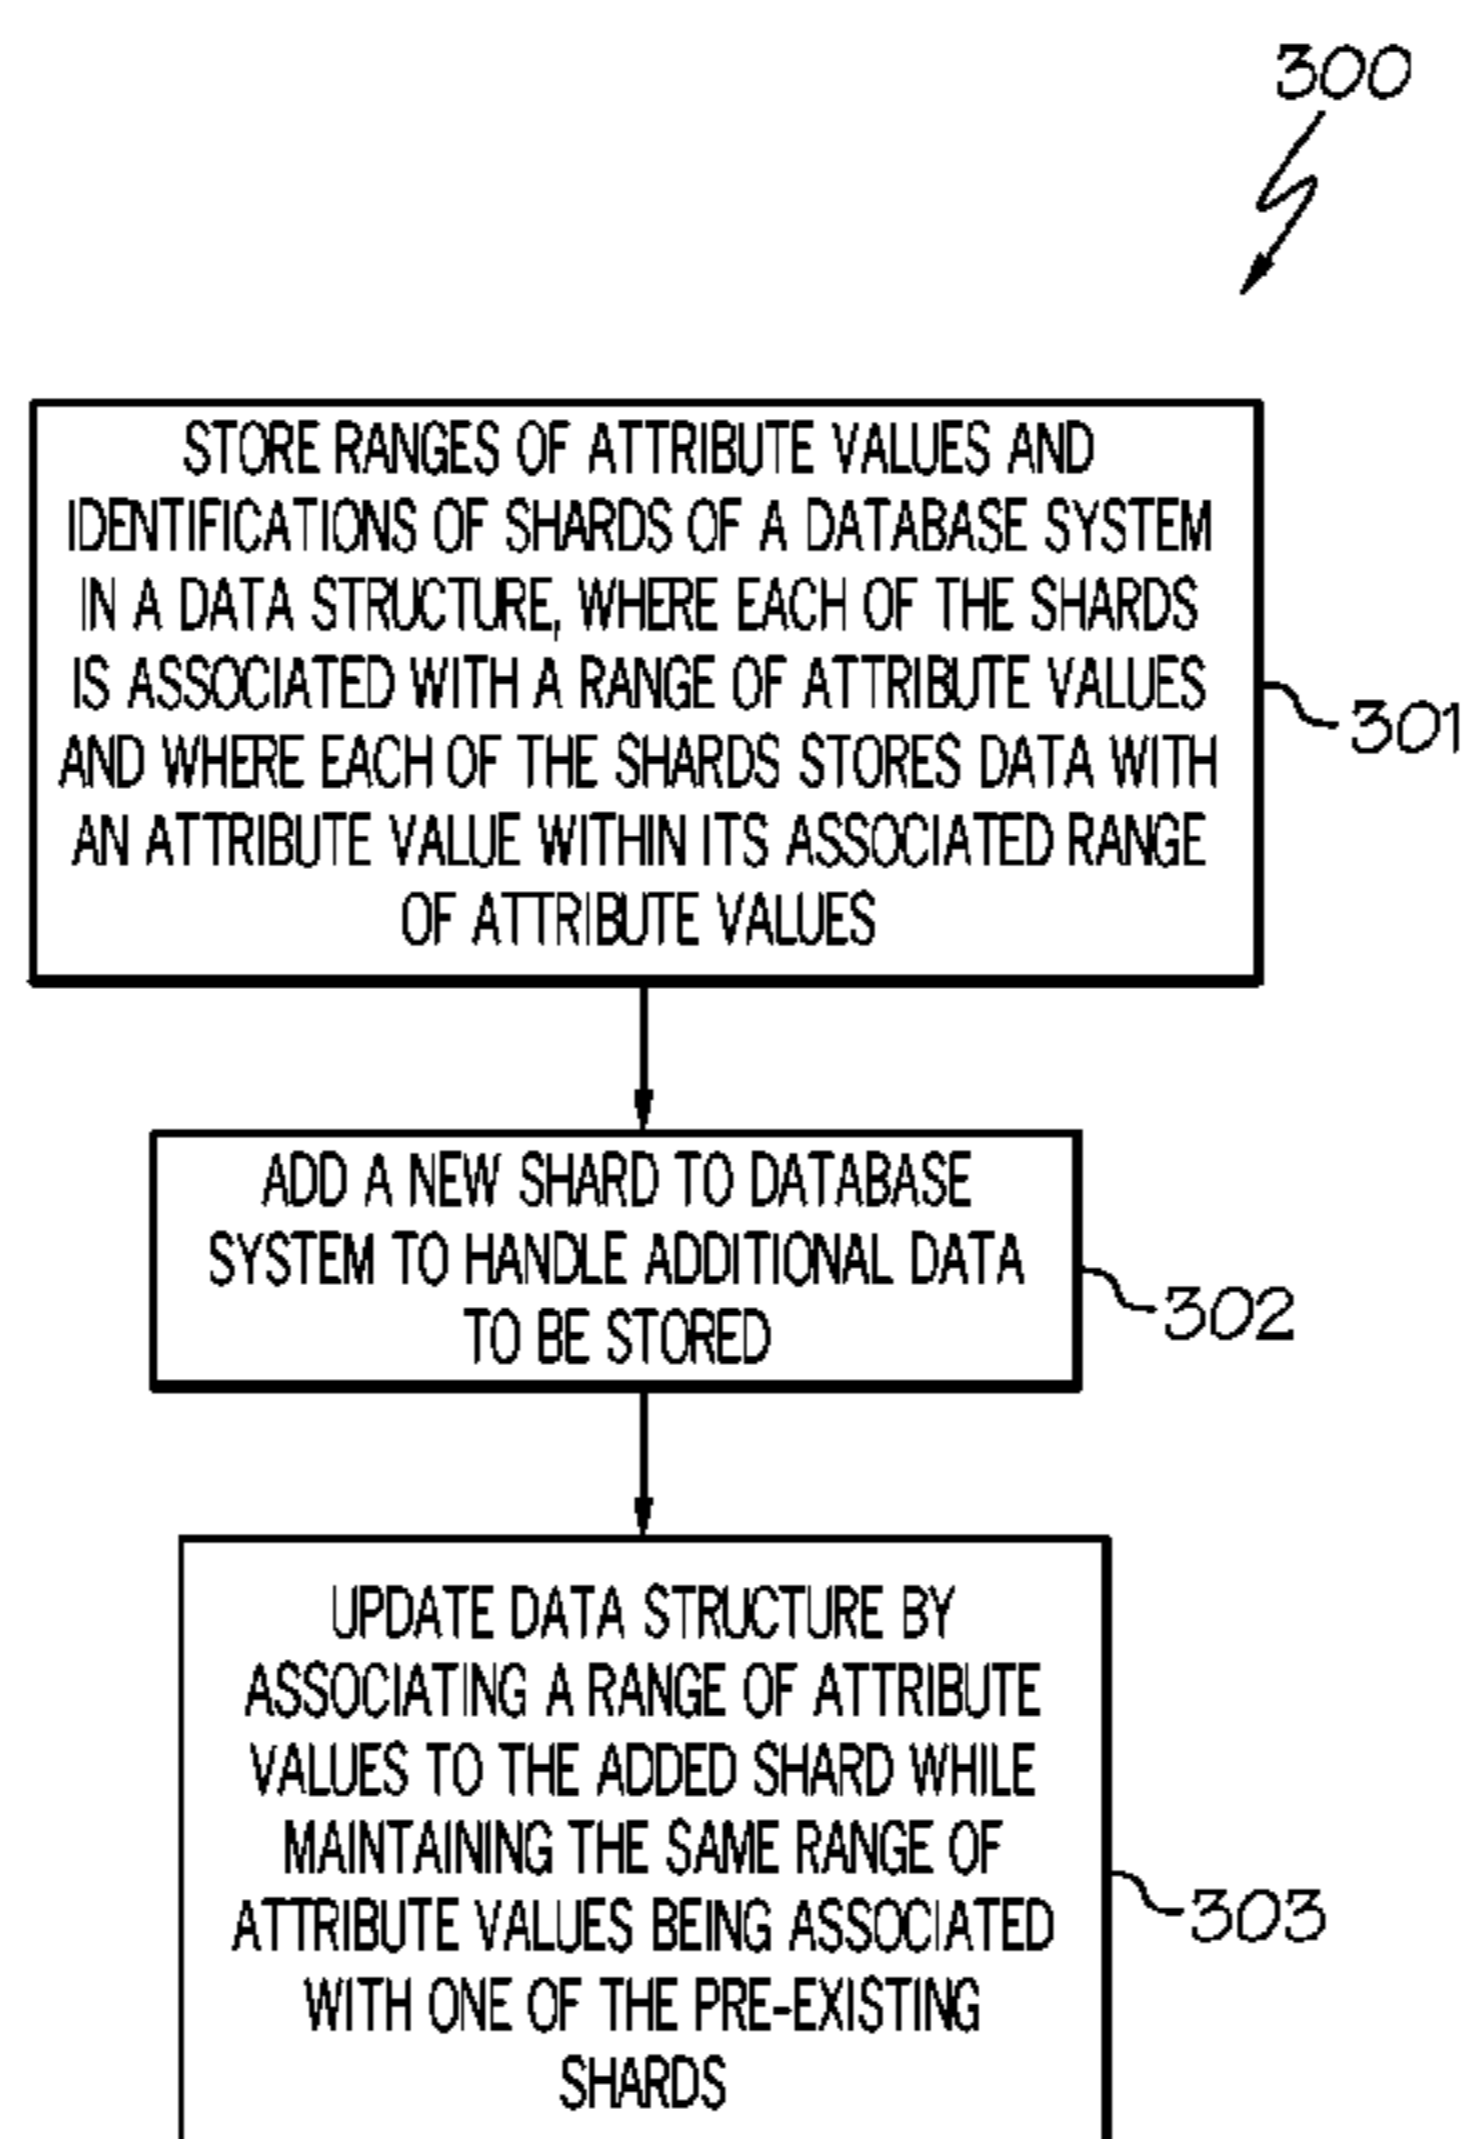 300
STORE RANGES OF ATTRIBUTE VALUES AND
IDENTIFICATIONS OF SHARDS OF A DATABASE SYSTEM
IN A DATA STRUCTURE, WHERE EACH OF THE SHARDS
IS ASSOCIATED WITH A RANGE OF ATTRIBUTE VALUES
AND WHERE EACH OF THE SHARDS STORES DATA WITH
AN ATTRIBUTE VALUE WITHIN ITS ASSOCIATED RANGE
OF ATTRIBUTE VALUES
301
ADD A NEW SHARD TO DATABASE
SYSTEM TO HANDLE ADDITIONAL DATA
TO BE STORED
302
UPDATE DATA STRUCTURE BY
ASSOCIATING A RANGE OF ATTRIBUTE
VALUES TO THE ADDED SHARD WHILE
MAINTAINING THE SAME RANGE OF
ATTRIBUTE VALUES BEING ASSOCIATED
WITH ONE OF THE PRE-EXISTING
SHARDS
303